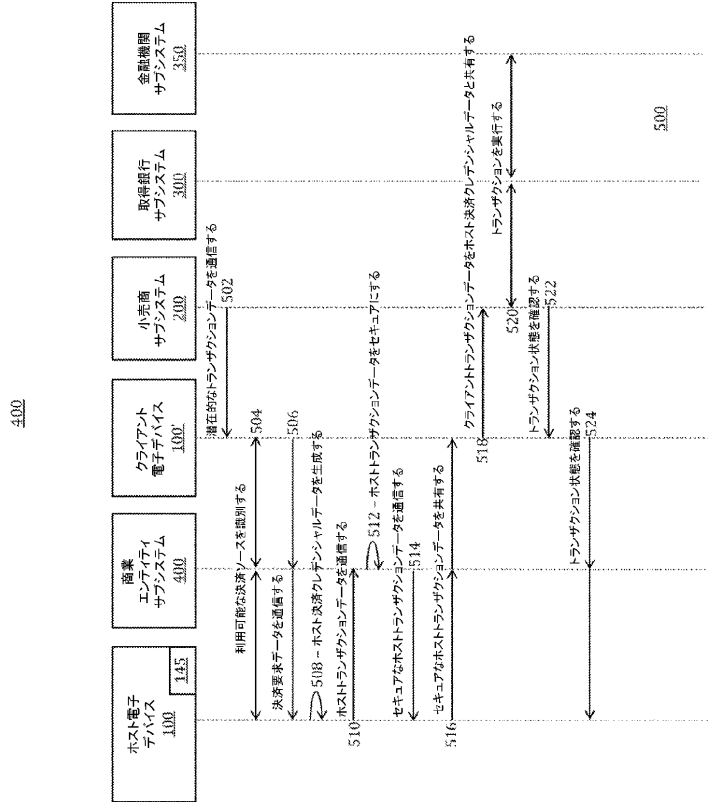 400
ホスト電子
デバイス
100
145
商業
エンティティ
サブシステム
400
クライアント
電子デバイス
100'
小売商
サブシステム
200
取得銀行
サブシステム
300
金融機関
サブシステム
350
潜在的なトランザクションデータを通信する
502
利用可能な決済ソースを識別する
504
決済要求データを通信する
506
508 – ホスト決済クレデンシャルデータを生成する
ホストトランザクションデータを通信する
510
512 – ホストトランザクションデータをセキュアにする
セキュアなホストトランザクションデータを通信する
514
セキュアなホストトランザクションデータを共有する
516
クライアントトランザクションデータをホスト決済クレデンシャルデータと共有する
518
トランザクションを実行する
520
トランザクション状態を確認する
522
トランザクション状態を確認する
524
500